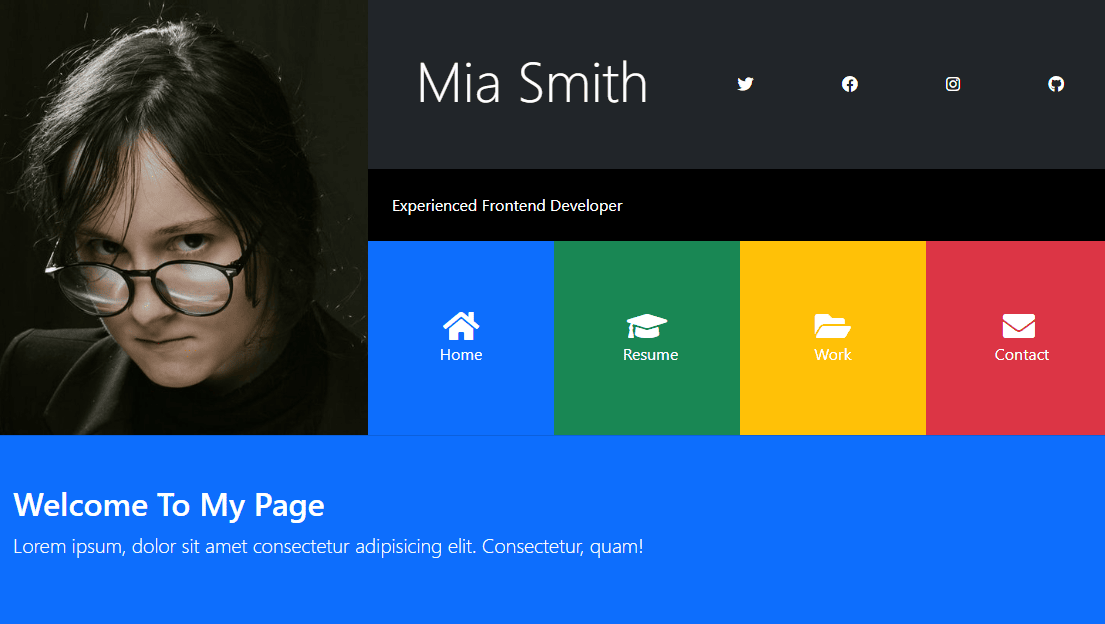 Mia Smith
Experienced Frontend Developer
Home
Resume
Work
Contact
Welcome To My Page
Lorem ipsum, dolor sit amet consectetur adipisicing elit. Consectetur, quam!